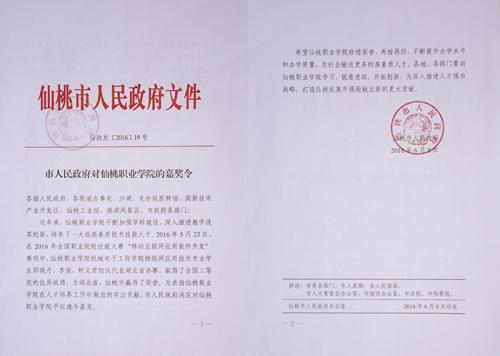 仙桃市人民政府文件
仙政发〔2016〕19号
市人民政府对仙桃职业学院的嘉奖令
各镇人民政府，各街道办事处，沙湖、九合垸原种场，高新技
术产业开发区，仙桃工业园，排湖风景区，市政府各部门：
近年来，仙桃职业学院不断加强学科建设，深入推进教学改
革创新，培养了一大批高素质技术技能人才。2016年5月23日，
在2016年全国职业院校技能大赛“移动互联网应用软件开发”
赛项中，仙桃职业学院机械电子工程学院物联网应用技术专业学
生郑晓丹、李俊、柯文君组队代表湖北省参赛，取得了全国二等
奖的优异成绩，为湖北省、仙桃市赢得了荣誉。为表扬仙桃职业学
院在人才培养工作中做出的突出贡献，市人民政府决定对仙桃职
业学院予以通令嘉奖。
— 1 —
希望仙桃职业学院珍惜荣誉，再接再厉，不断提升办学水平
和办学质量，为社会输送更多的高素质人才。各地、各部门要向
仙桃职业学院学习，锐意进取，开拓创新，为深入推进人才强市
战略，打造仙桃发展升级版做出新的更大贡献。
仙桃市人民政府
2016年6月8日
抄送：市委各部门，市人武部，各人民团体。
市人大常委会办公室，市政协办公室，市法院，市检察院。
仙桃市人民政府办公室
2016年6月8日印发
— 2 —